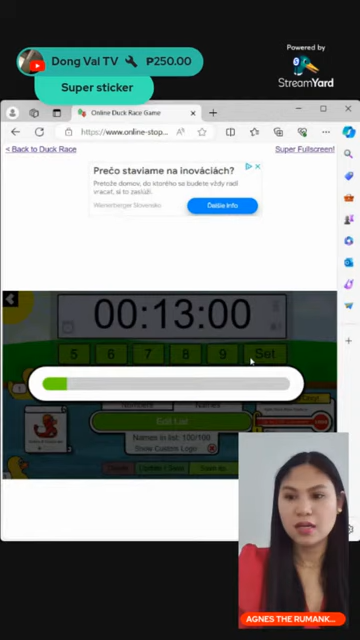 Dong Val TV
₱250.00
Super sticker
Powered by
StreamYard
Online Duck Race Game
https://www.online-stop...
< Back to Duck Race
Super Fullscreen!
Prečo staviame na inováciách?
Pretože domov, do ktorého sa budete vždy radi
vracať, si to zaslúži.
Wienerberger Slovensko
Ďalšie info
00:13:00
5 6 7 8 9 Set
Edit List
Names in list: 100/100
Show Custom Logo
AGNES THE RUMANK...